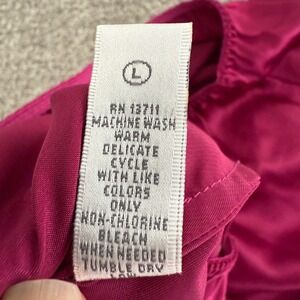 L
RN 13711
MACHINE WASH
WARM
DELICATE
CYCLE
WITH LIKE
COLORS
ONLY
NON-CHLORINE
BLEACH
WHEN NEEDED
TUMBLE DRY